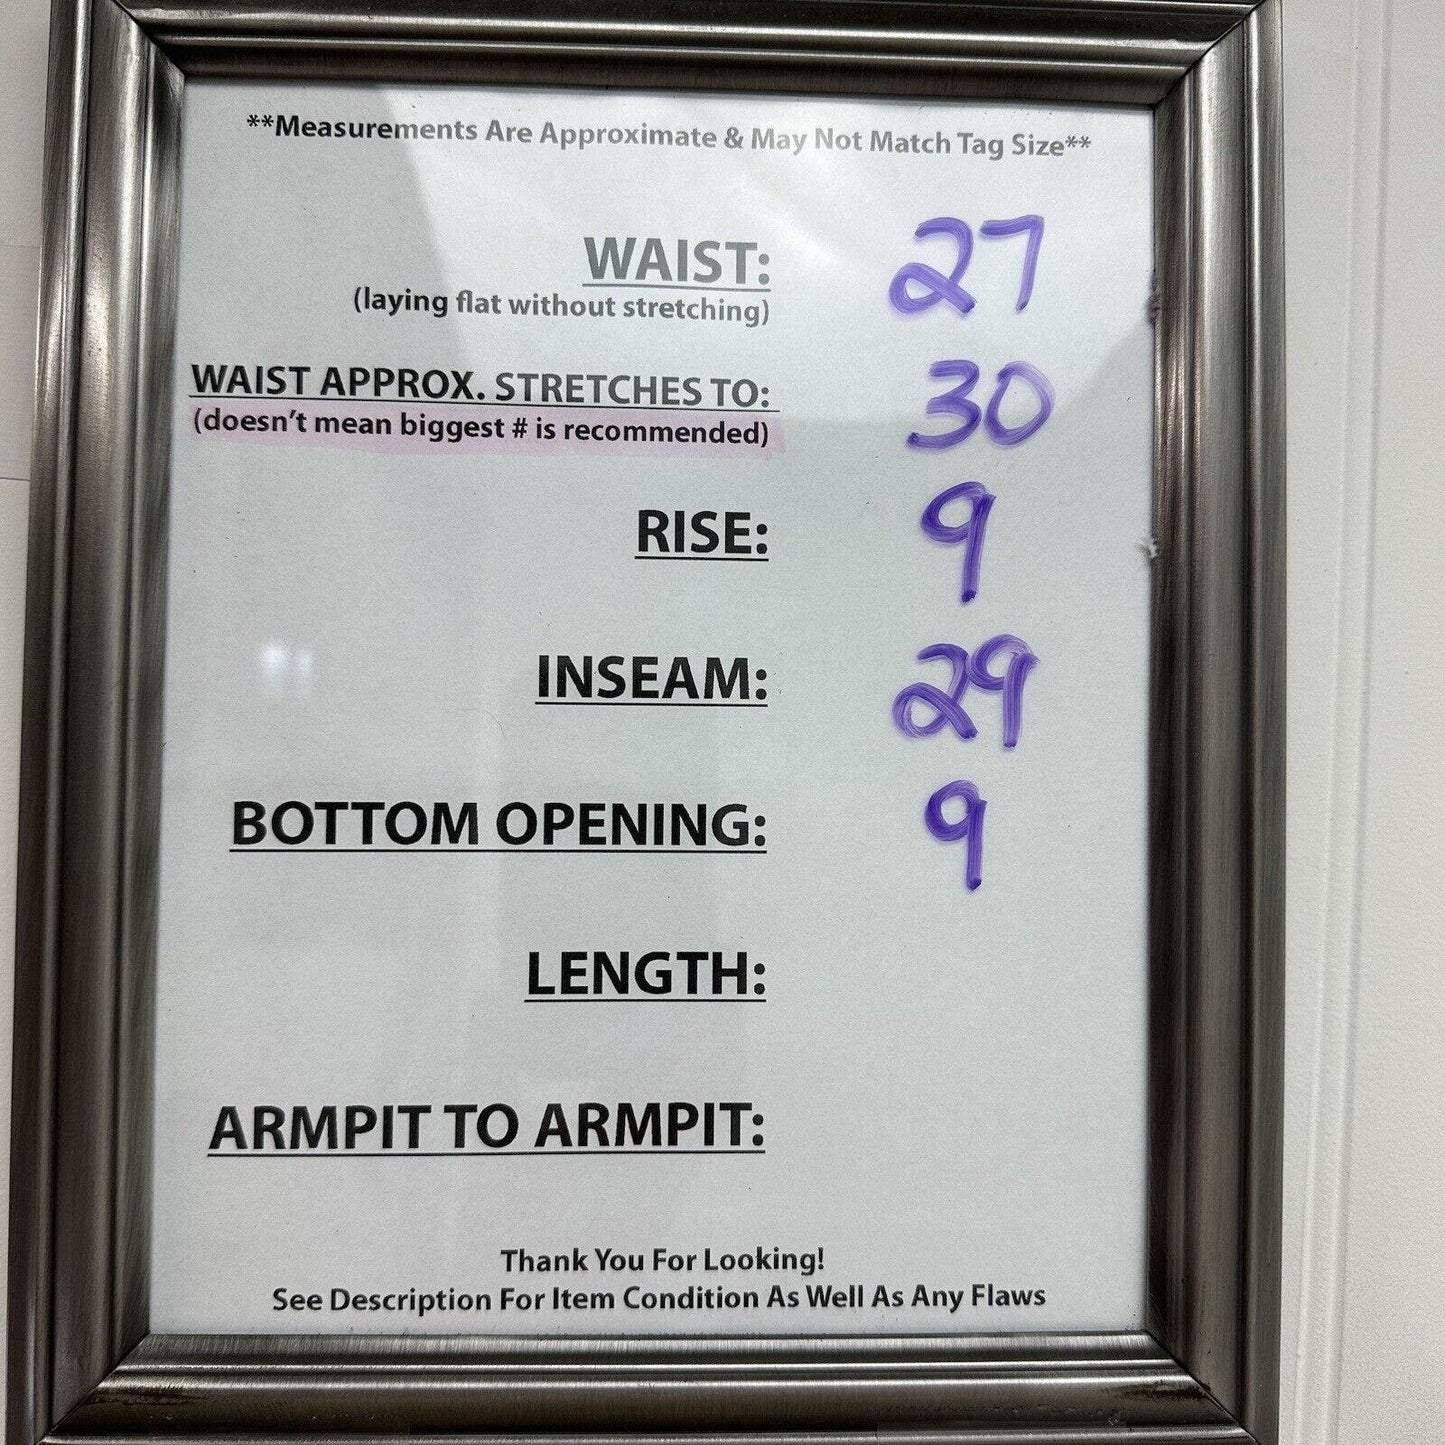 **Measurements Are Approximate & May Not Match Tag Size**
WAIST: 27
(laying flat without stretching)
WAIST APPROX. STRETCHES TO: 30
(doesn't mean biggest # is recommended)
RISE: 9
INSEAM: 29
BOTTOM OPENING: 9
LENGTH:
ARMPIT TO ARMPIT:
Thank You For Looking!
See Description For Item Condition As Well As Any Flaws